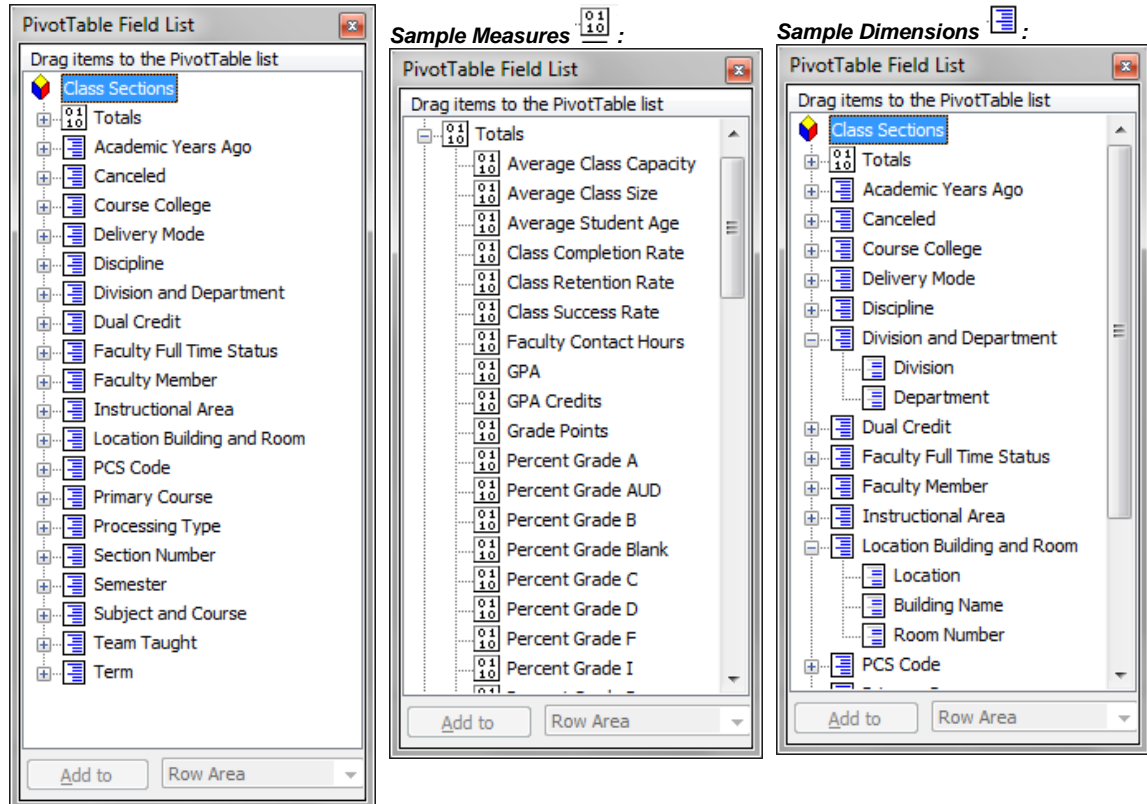 PivotTable Field List
Drag items to the PivotTable list
Class Sections
Totals
Academic Years Ago
Canceled
Course College
Delivery Mode
Discipline
Division and Department
Dual Credit
Faculty Full Time Status
Faculty Member
Instructional Area
Location Building and Room
PCS Code
Primary Course
Processing Type
Section Number
Semester
Subject and Course
Team Taught
Term
Add to Row Area
Sample Measures :
PivotTable Field List
Drag items to the PivotTable list
Totals
Average Class Capacity
Average Class Size
Average Student Age
Class Completion Rate
Class Retention Rate
Class Success Rate
Faculty Contact Hours
GPA
GPA Credits
Grade Points
Percent Grade A
Percent Grade AUD
Percent Grade B
Percent Grade Blank
Percent Grade C
Percent Grade D
Percent Grade F
Percent Grade I
Add to Row Area
Sample Dimensions :
PivotTable Field List
Drag items to the PivotTable list
Class Sections
Totals
Academic Years Ago
Canceled
Course College
Delivery Mode
Discipline
Division and Department
Division
Department
Dual Credit
Faculty Full Time Status
Faculty Member
Instructional Area
Location Building and Room
Location
Building Name
Room Number
PCS Code
Add to Row Area